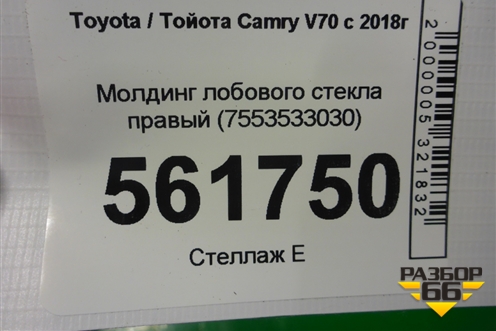 Toyota / Тойота Camry V70 с 2018г
Молдинг лобового стекла
правый (7553533030)
561750
Стеллаж Е
2000005321832
РАЗБОР
66